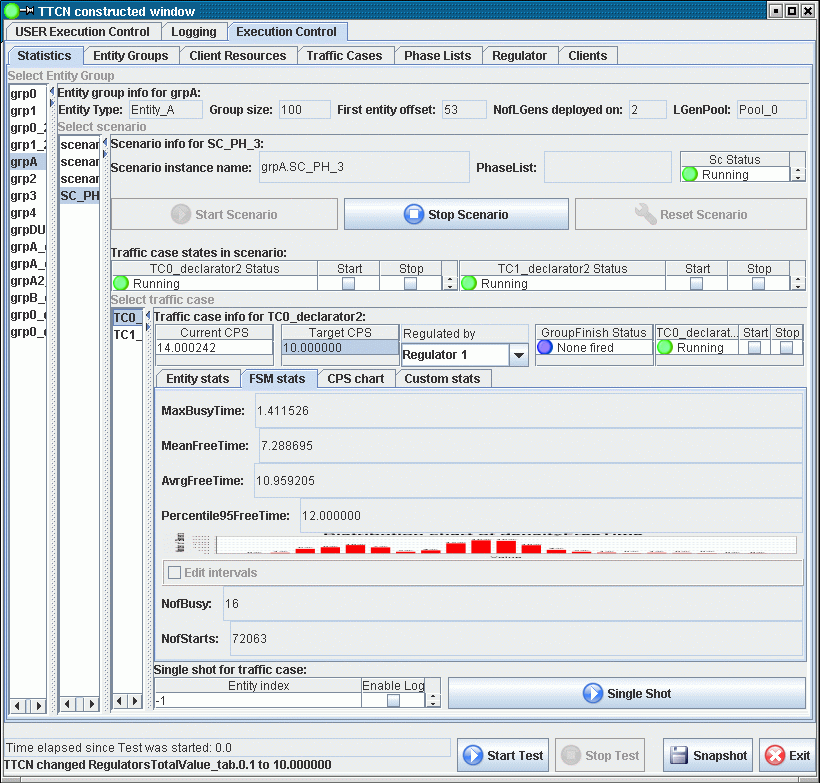 TTCN constructed window
USER Execution Control Logging Execution Control
Statistics Entity Groups Client Resources Traffic Cases Phase Lists Regulator Clients
Select Entity Group
grp0
grp1
grp0_2
grp1_2
grpA
grp2
grp3
grp4
grpDU
grpA_
grpA_
grpA2_
grpB_
grp0_
grp0_
Entity group info for grpA:
Entity Type: Entity_A Group size: 100 First entity offset: 53 NofLGens deployed on: 2 LGenPool: Pool_0
Select scenario
scenar
scenar
scenar
SC_PH
Scenario info for SC_PH_3:
Scenario instance name: grpA.SC_PH_3 PhaseList:
Sc Status
Running
Start Scenario Stop Scenario Reset Scenario
Traffic case states in scenario:
TC0_declarator2 Status Start Stop TC1_declarator2 Status Start Stop
Running Running
Select traffic case
TC0_
TC1_
Traffic case info for TC0_declarator2:
Current CPS Target CPS Regulated by GroupFinish Status TC0_declarat... Start Stop
14.000242 10.000000 Regulator 1 None fired Running
Entity stats FSM stats CPS chart Custom stats
MaxBusyTime: 1.411526
MeanFreeTime: 7.288695
AvrgFreeTime: 10.959205
Percentile95FreeTime: 12.000000
Distribution chart of densityFreeTime
Value
Edit intervals
NofBusy: 16
NofStarts: 72063
Single shot for traffic case:
Entity index Enable Log
-1
Single Shot
Time elapsed since Test was started: 0.0
TTCN changed RegulatorsTotalValue_tab.0.1 to 10.000000
Start Test Stop Test Snapshot Exit